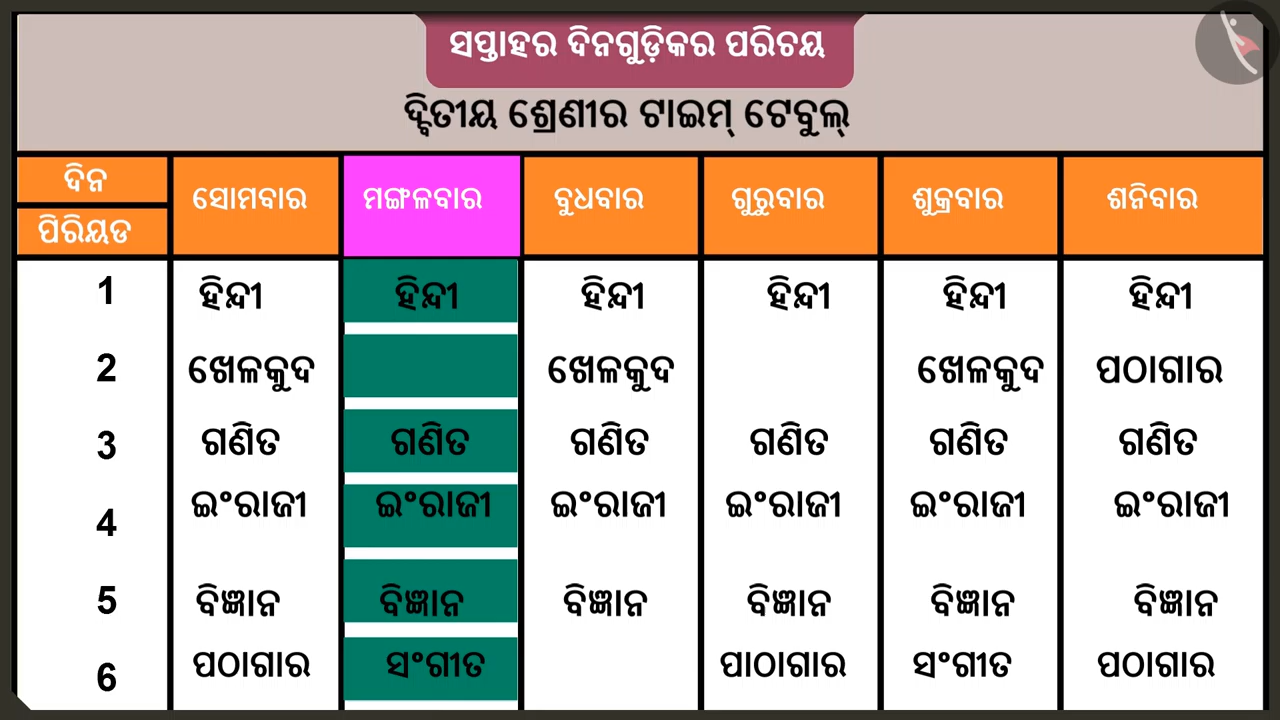 ସପ୍ତାହର ଦିନଗୁଡ଼ିକର ପରିଚୟ
ଦ୍ଵିତୀୟ ଶ୍ରେଣୀର ଟାଇମ୍ ଟେବୁଲ୍
ଦିନ ସୋମବାର ମଙ୍ଗଳବାର ବୁଧବାର ଗୁରୁବାର ଶୁକ୍ରବାର ଶନିବାର
ପିରିୟଡ
1 ହିନ୍ଦୀ ହିନ୍ଦୀ ହିନ୍ଦୀ ହିନ୍ଦୀ ହିନ୍ଦୀ ହିନ୍ଦୀ
2 ଖେଳକୁଦ ଖେଳକୁଦ ଖେଳକୁଦ ପଠାଗାର
3 ଗଣିତ ଗଣିତ ଗଣିତ ଗଣିତ ଗଣିତ ଗଣିତ
4 ଇଂରାଜୀ ଇଂରାଜୀ ଇଂରାଜୀ ଇଂରାଜୀ ଇଂରାଜୀ ଇଂରାଜୀ
5 ବିଜ୍ଞାନ ବିଜ୍ଞାନ ବିଜ୍ଞାନ ବିଜ୍ଞାନ ବିଜ୍ଞାନ ବିଜ୍ଞାନ
6 ପଠାଗାର ସଂଗୀତ ପାଠାଗାର ସଂଗୀତ ପଠାଗାର